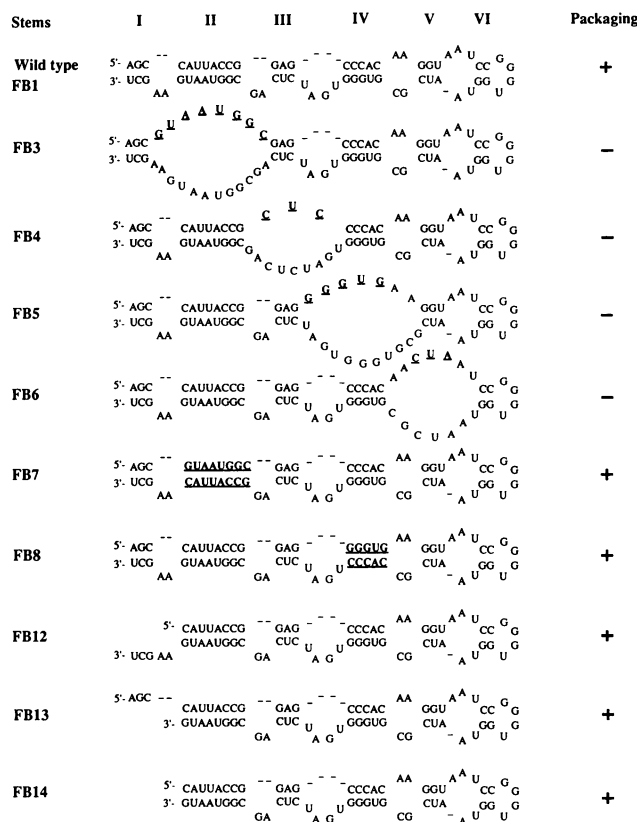 Stems I II III IV V VI Packaging
Wild type 5'- AGC -- CAUUACCG -- GAG - - - CCCAC AA GGU A A U CC G G G U +
FB1 3'- UCG AA GUAAUGGC GA CUC U A G U GGGUG CG CUA - A U GG
FB3 5'- AGC G U A A U G G C GAG - - - CCCAC AA GGU A A U CC G G G U −
3'- UCG A A G U A A U G G C G A CUC U A G U GGGUG CG CUA - A U GG
FB4 5'- AGC -- CAUUACCG C U C CCCAC AA GGU A A U CC G G G U −
3'- UCG AA GUAAUGGC G A C U C U A G U GGGUG CG CUA - A U GG
FB5 5'- AGC -- CAUUACCG -- GAG G G G U G A A GGU A A U CC G G G U −
3'- UCG AA GUAAUGGC GA CUC U A G U G G G U G C G CUA - A U GG
FB6 5'- AGC -- CAUUACCG -- GAG - - - CCCAC A A C U A A A U CC G G G U −
3'- UCG AA GUAAUGGC GA CUC U A G U GGGUG C G C U A A U GG
FB7 5'- AGC -- GUAAUGGC -- GAG - - - CCCAC AA GGU A A U CC G G G U +
3'- UCG AA CAUUACCG GA CUC U A G U GGGUG CG CUA - A U GG
FB8 5'- AGC -- CAUUACCG -- GAG - - - GGGUG AA GGU A A U CC G G G U +
3'- UCG AA GUAAUGGC GA CUC U A G U CCCAC CG CUA - A U GG
FB12 5'- CAUUACCG -- GAG - - - CCCAC AA GGU A A U CC G G G U +
3'- UCG AA GUAAUGGC GA CUC U A G U GGGUG CG CUA - A U GG
FB13 5'- AGC -- CAUUACCG -- GAG - - - CCCAC AA GGU A A U CC G G G U +
3'- GUAAUGGC GA CUC U A G U GGGUG CG CUA - A U GG
FB14 5'- CAUUACCG -- GAG - - - CCCAC AA GGU A A U CC G G G U +
3'- GUAAUGGC GA CUC U A G U GGGUG CG CUA - A U GG